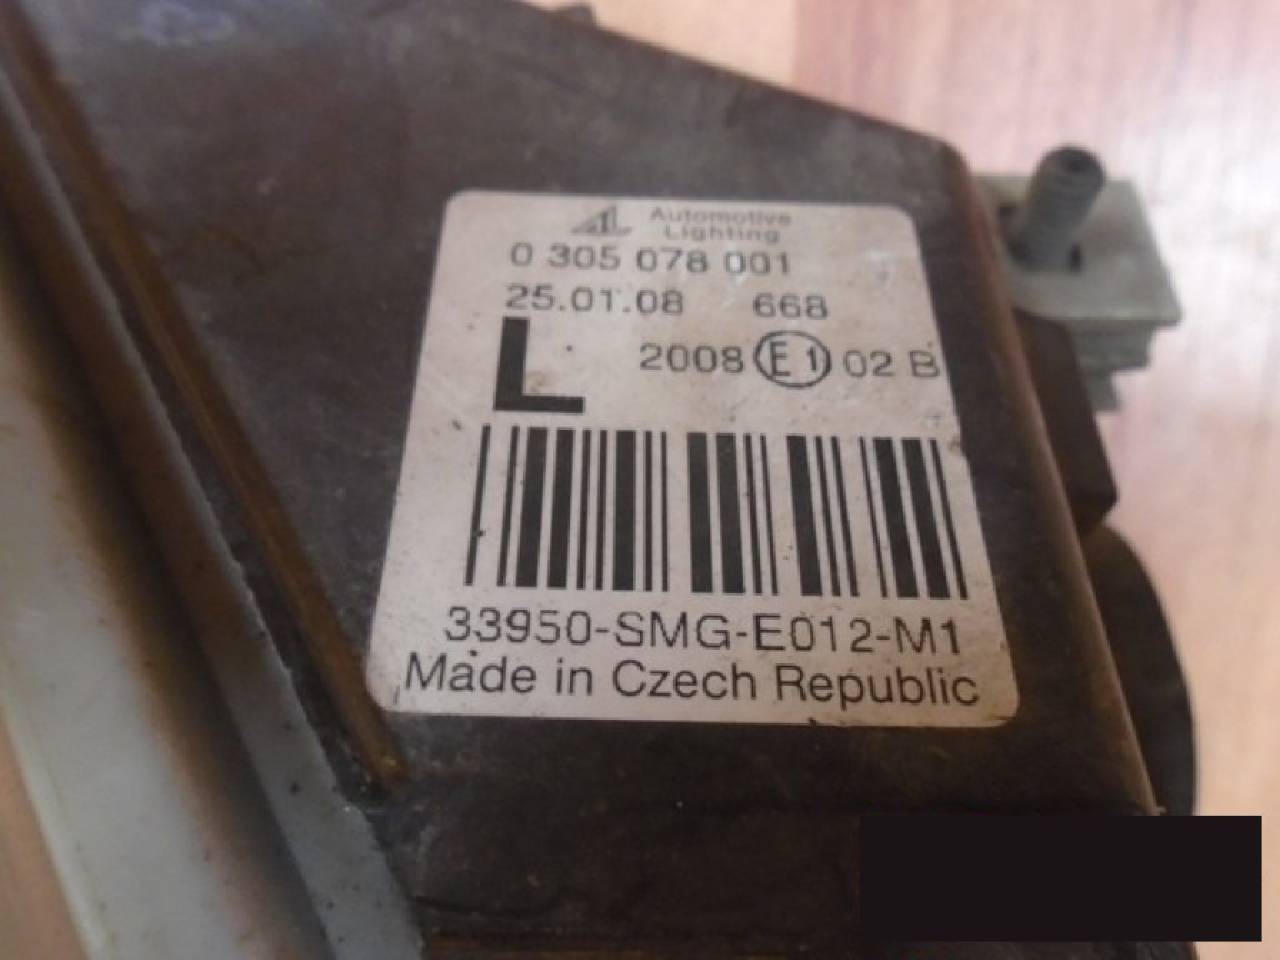 Automotive
Lighting
0 305 078 001
25.01.08 668
L 2008 E1 02 B
33950-SMG-E012-M1
Made in Czech Republic